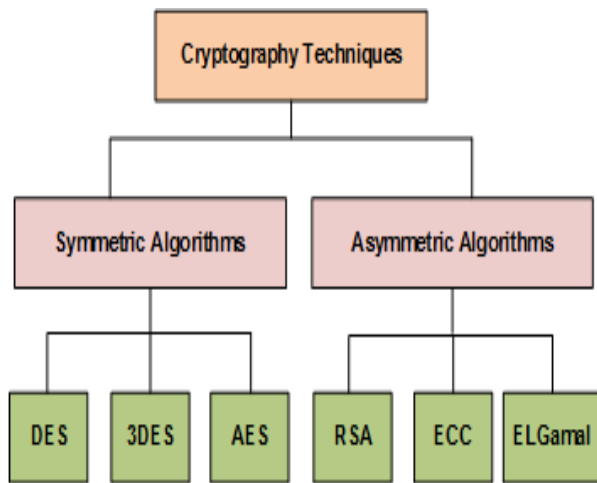 Cryptography Techniques
Symmetric Algorithms
Asymmetric Algorithms
DES
3DES
AES
RSA
ECC
ELGamal